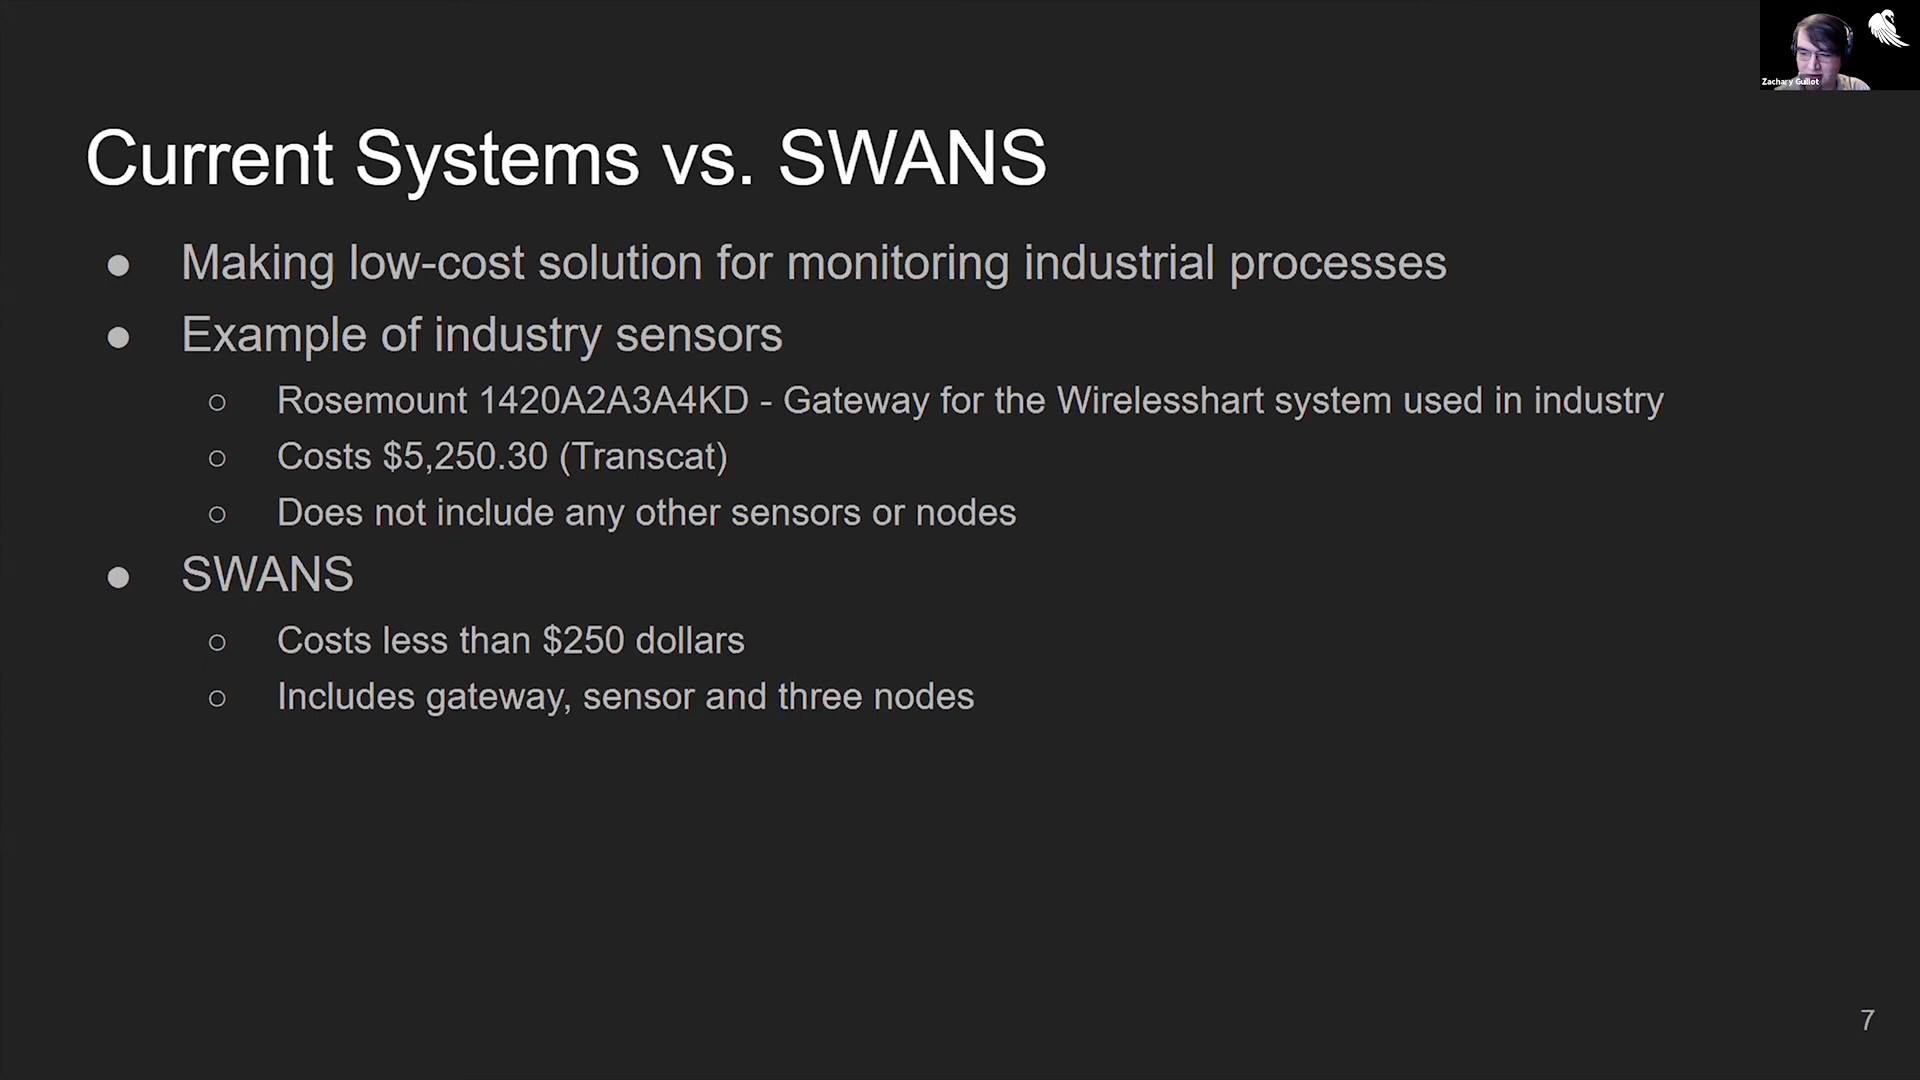 Zachary Guillot
Current Systems vs. SWANS
● Making low-cost solution for monitoring industrial processes
● Example of industry sensors
○ Rosemount 1420A2A3A4KD - Gateway for the Wirelesshart system used in industry
○ Costs $5,250.30 (Transcat)
○ Does not include any other sensors or nodes
● SWANS
○ Costs less than $250 dollars
○ Includes gateway, sensor and three nodes
7